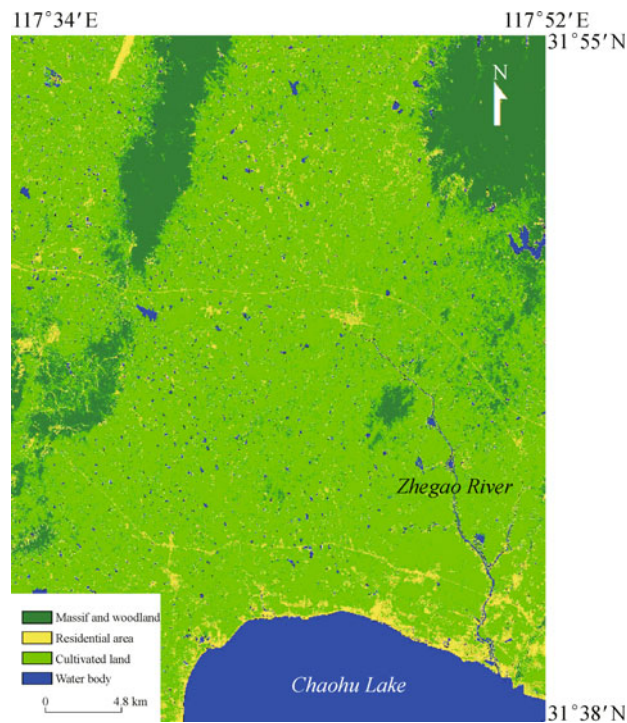 117°34′E
117°52′E
31°55′N
N
Zhegao River
Massif and woodland
Residential area
Cultivated land
Water body
0 4.8 km
Chaohu Lake
31°38′N